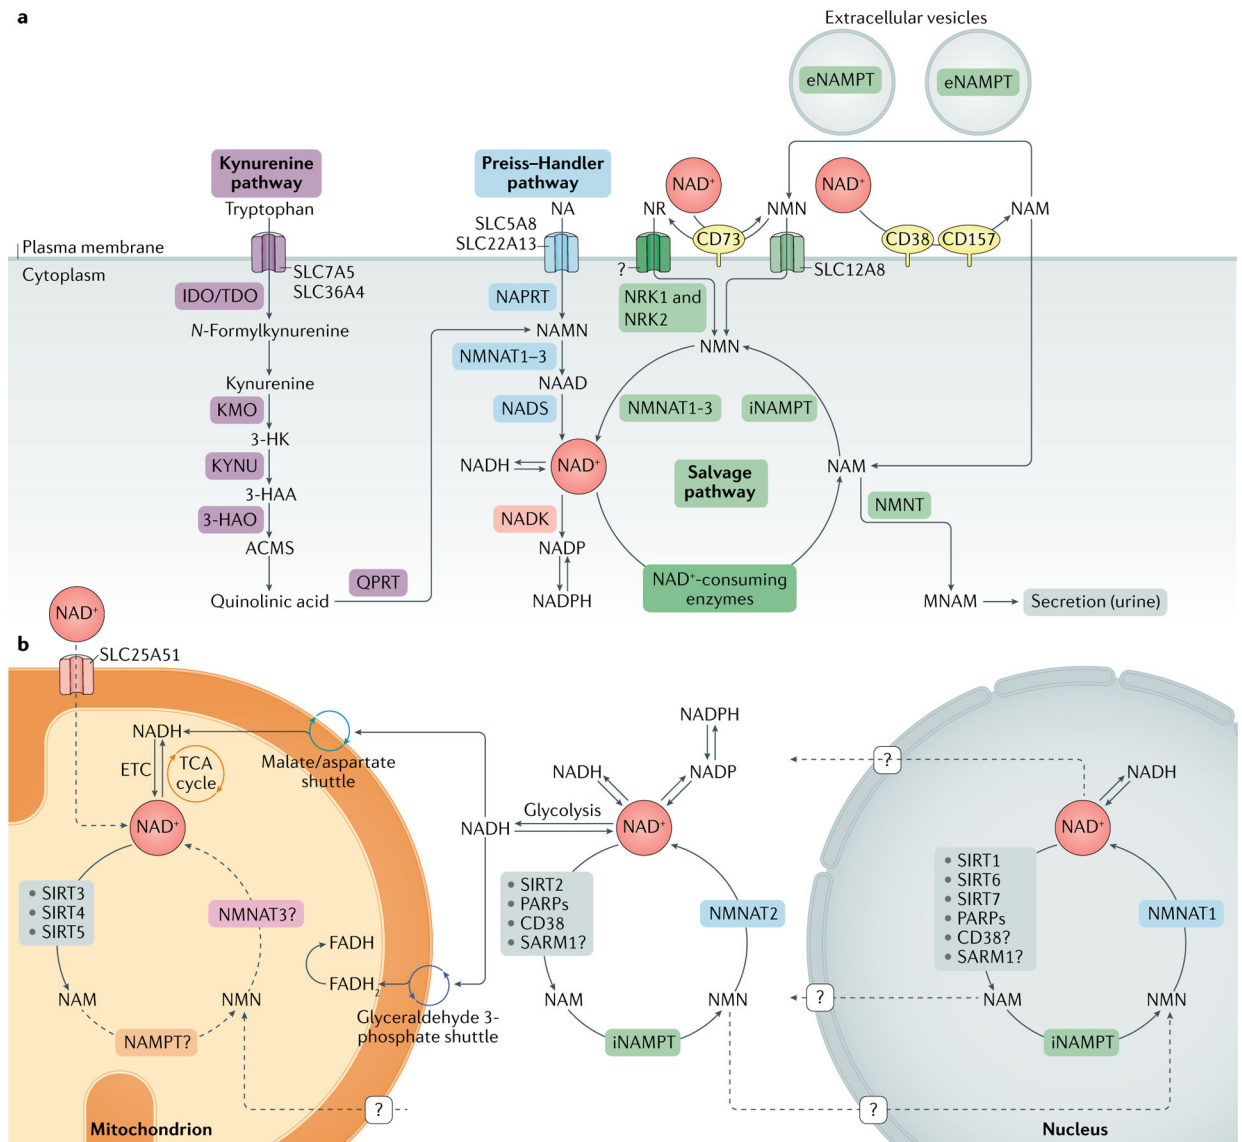 a
Extracellular vesicles
eNAMPT
eNAMPT
Kynurenine
pathway
Tryptophan
Preiss–Handler
pathway
NA
SLC5A8
SLC22A13
NR
NAD⁺
NMN
NAD⁺
NAM
CD73
CD38
CD157
Plasma membrane
Cytoplasm
SLC7A5
SLC36A4
?
SLC12A8
IDO/TDO
NAPRT
NRK1 and
NRK2
N-Formylkynurenine
NAMN
NMN
NMNAT1–3
Kynurenine
NAAD
KMO
NADS
NMNAT1-3
iNAMPT
3-HK
KYNU
NADH
NAD⁺
Salvage
pathway
NAM
3-HAA
NMNT
3-HAO
NADK
ACMS
NADP
QPRT
NAD⁺-consuming
enzymes
Quinolinic acid
NADPH
MNAM
Secretion (urine)
NAD⁺
b
SLC25A51
NADH
ETC
TCA
cycle
Malate/aspartate
shuttle
NAD⁺
• SIRT3
• SIRT4
• SIRT5
NMNAT3?
FADH
FADH₂
NAM
NMN
NAMPT?
Glyceraldehyde 3-
phosphate shuttle
?
Mitochondrion
NADPH
NADH
NADP
Glycolysis
NADH
NAD⁺
• SIRT2
• PARPs
• CD38
• SARM1?
NMNAT2
NAM
NMN
iNAMPT
?
?
?
NADH
NAD⁺
• SIRT1
• SIRT6
• SIRT7
• PARPs
• CD38?
• SARM1?
NMNAT1
NAM
NMN
iNAMPT
Nucleus